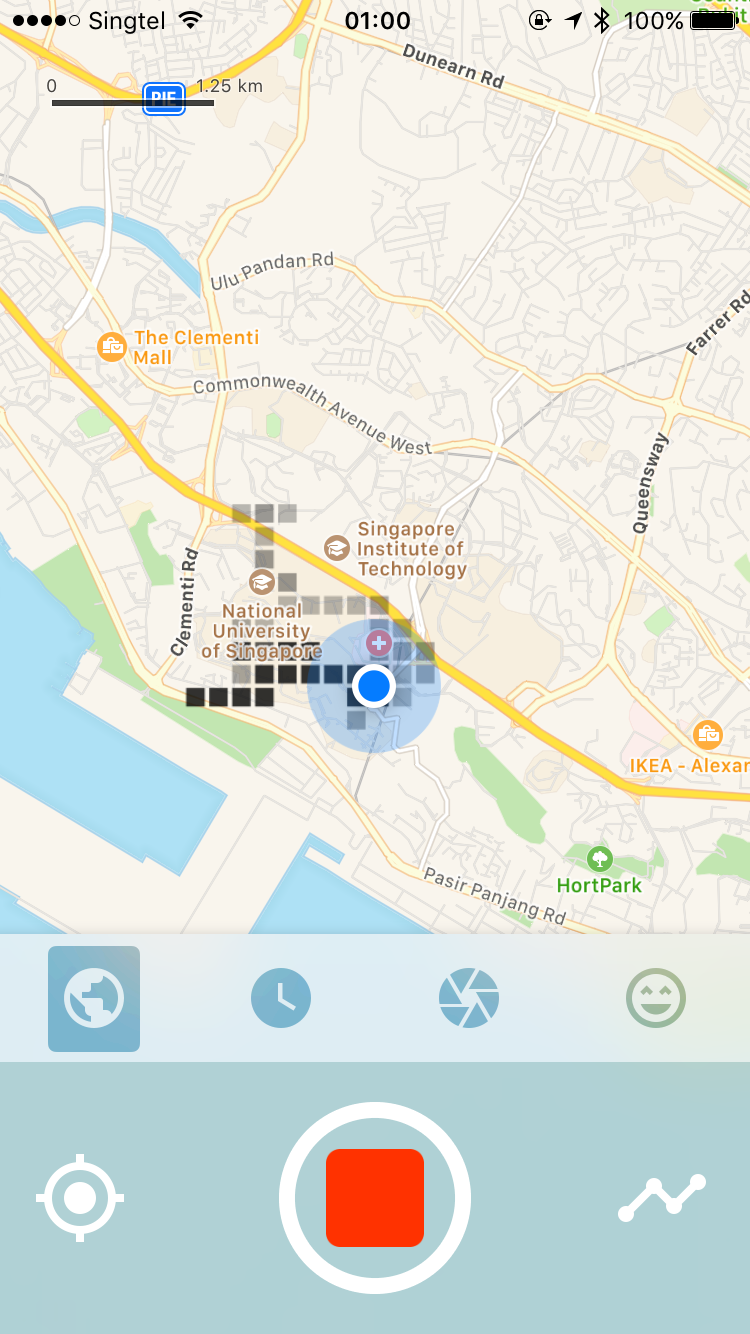 Singtel
01:00
100%
Dunearn Rd
0
1.25 km
PIE
Ulu Pandan Rd
Farrer Rd
The Clementi
Mall
Commonwealth Avenue West
Queensway
Singapore
Institute of
Technology
Clementi Rd
National
University
of Singapore
IKEA - Alexar
HortPark
Pasir Panjang Rd